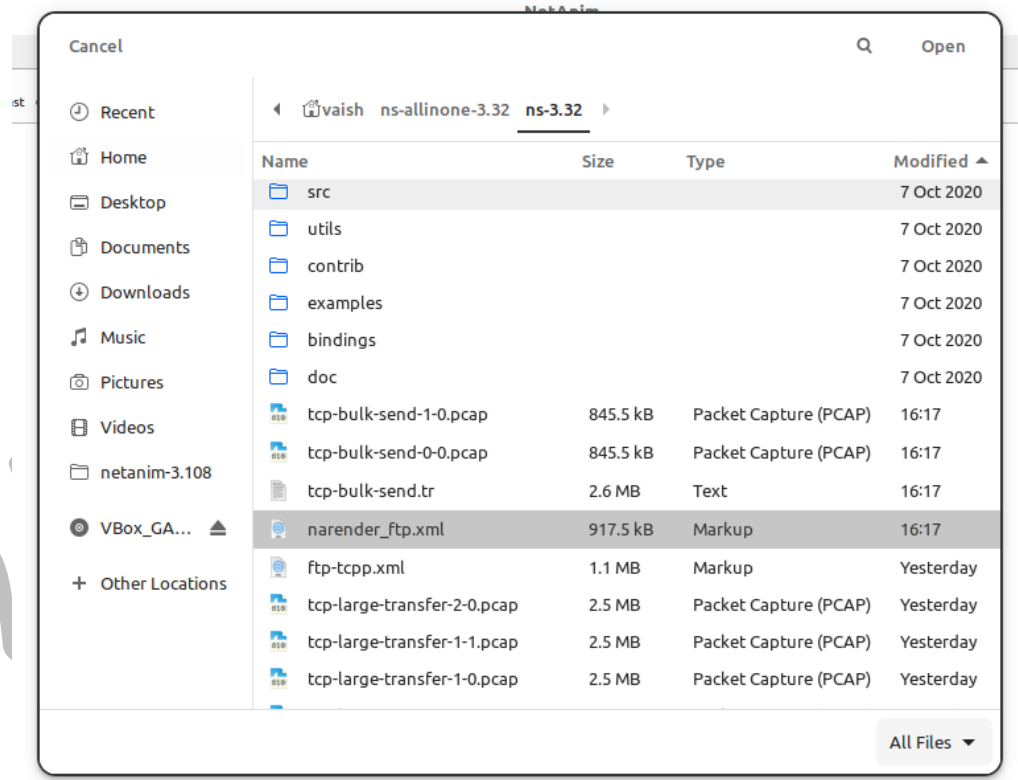 Cancel Open
st
Recent
Home
Desktop
Documents
Downloads
Music
Pictures
Videos
netanim-3.108
VBox_GA...
Other Locations
vaish ns-allinone-3.32 ns-3.32
Name Size Type Modified
src 7 Oct 2020
utils 7 Oct 2020
contrib 7 Oct 2020
examples 7 Oct 2020
bindings 7 Oct 2020
doc 7 Oct 2020
tcp-bulk-send-1-0.pcap 845.5 kB Packet Capture (PCAP) 16:17
tcp-bulk-send-0-0.pcap 845.5 kB Packet Capture (PCAP) 16:17
tcp-bulk-send.tr 2.6 MB Text 16:17
narender_ftp.xml 917.5 kB Markup 16:17
ftp-tcpp.xml 1.1 MB Markup Yesterday
tcp-large-transfer-2-0.pcap 2.5 MB Packet Capture (PCAP) Yesterday
tcp-large-transfer-1-1.pcap 2.5 MB Packet Capture (PCAP) Yesterday
tcp-large-transfer-1-0.pcap 2.5 MB Packet Capture (PCAP) Yesterday
All Files